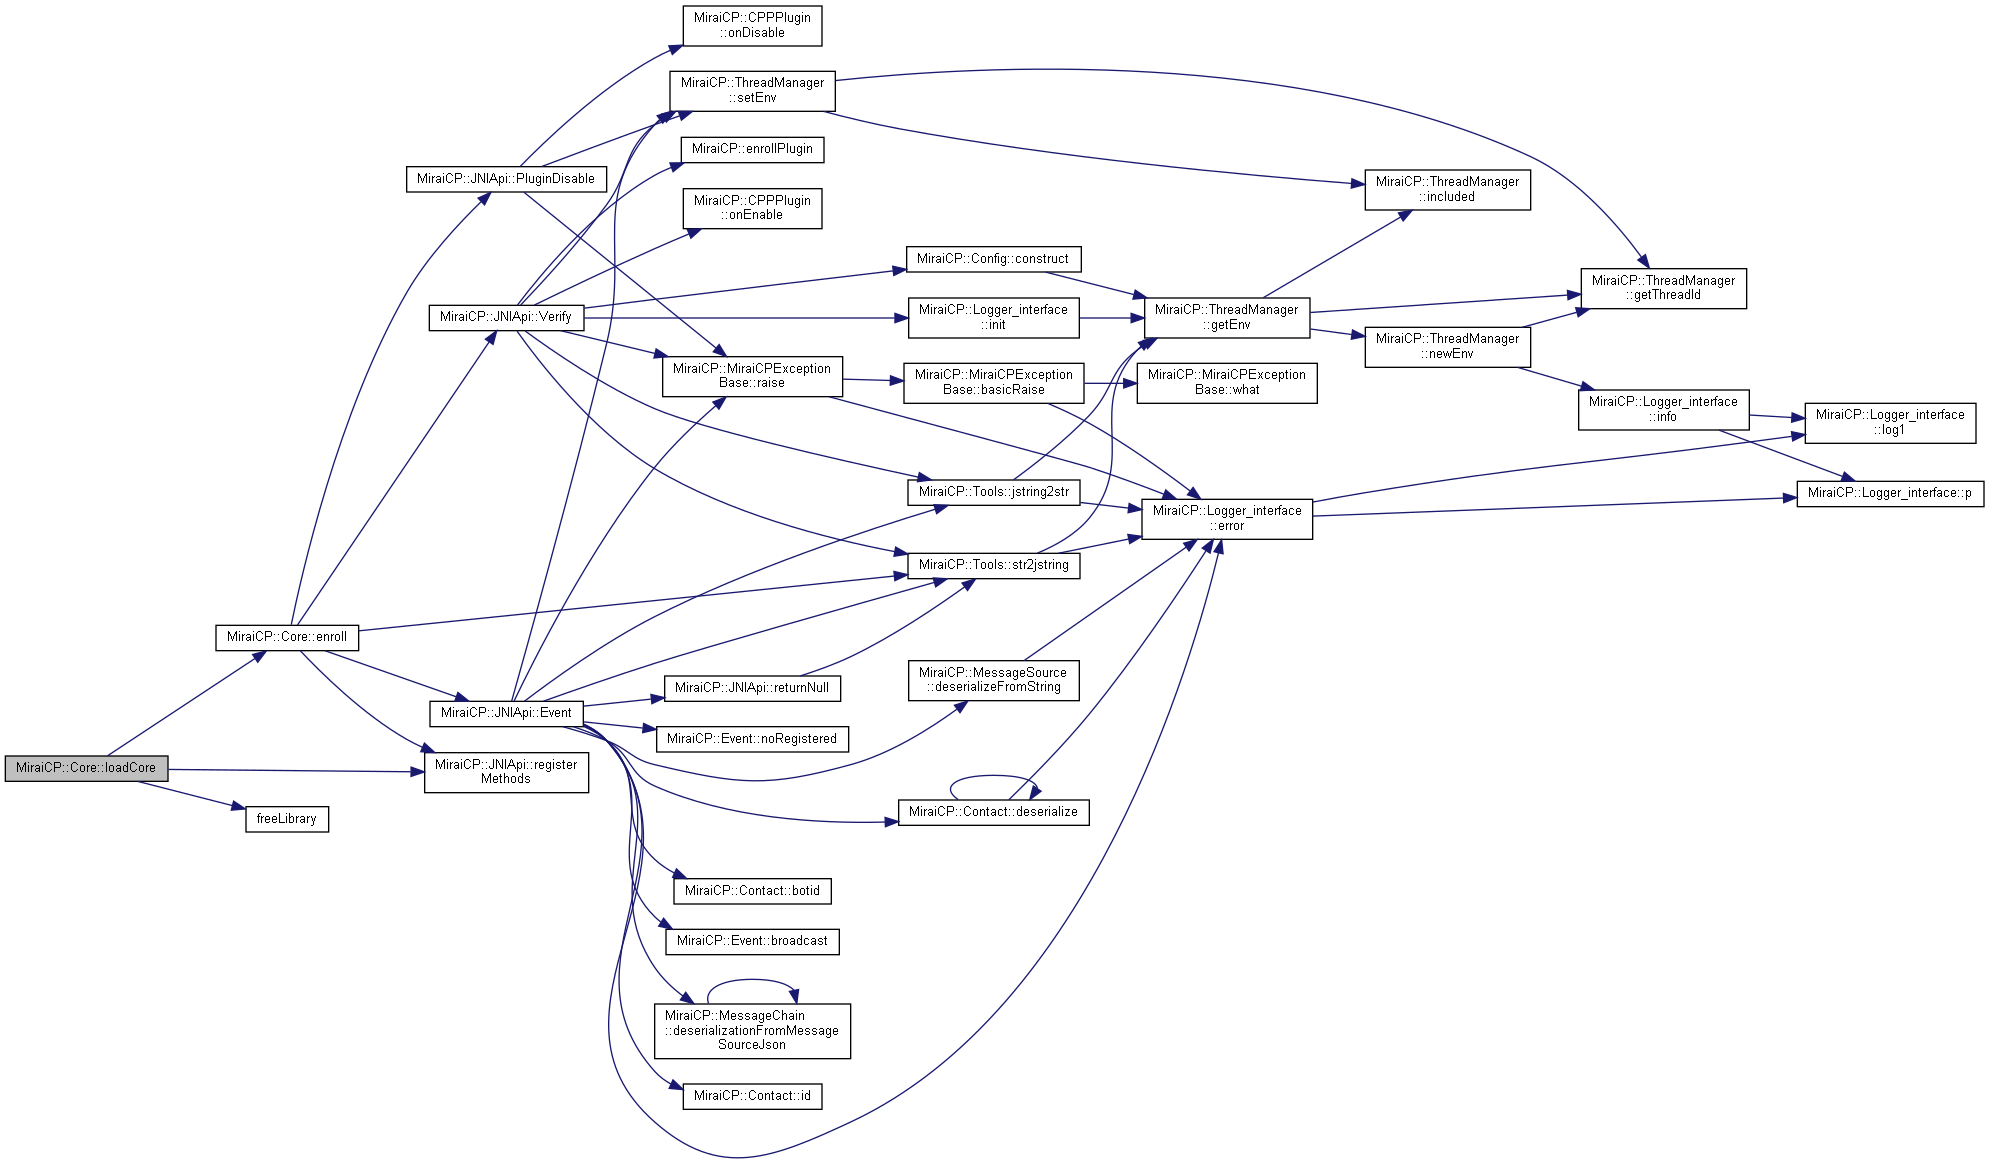 MiraiCP::CPPPlugin
::onDisable
MiraiCP::ThreadManager
::setEnv
MiraiCP::enrollPlugin
MiraiCP::JNIApi::PluginDisable
MiraiCP::ThreadManager
::included
MiraiCP::CPPPlugin
::onEnable
MiraiCP::Config::construct
MiraiCP::ThreadManager
::getThreadId
MiraiCP::JNIApi::Verify
MiraiCP::Logger_interface
::init
MiraiCP::ThreadManager
::getEnv
MiraiCP::ThreadManager
::newEnv
MiraiCP::MiraiCPException
Base::raise
MiraiCP::MiraiCPException
Base::basicRaise
MiraiCP::MiraiCPException
Base::what
MiraiCP::Logger_interface
::info
MiraiCP::Logger_interface
::log1
MiraiCP::Tools::jstring2str
MiraiCP::Logger_interface::p
MiraiCP::Logger_interface
::error
MiraiCP::Tools::str2jstring
MiraiCP::Core::enroll
MiraiCP::JNIApi::returnNull
MiraiCP::MessageSource
::deserializeFromString
MiraiCP::JNIApi::Event
MiraiCP::Event::noRegistered
MiraiCP::Core::loadCore
MiraiCP::JNIApi::register
Methods
freeLibrary
MiraiCP::Contact::deserialize
MiraiCP::Contact::botid
MiraiCP::Event::broadcast
MiraiCP::MessageChain
::deserializationFromMessage
SourceJson
MiraiCP::Contact::id